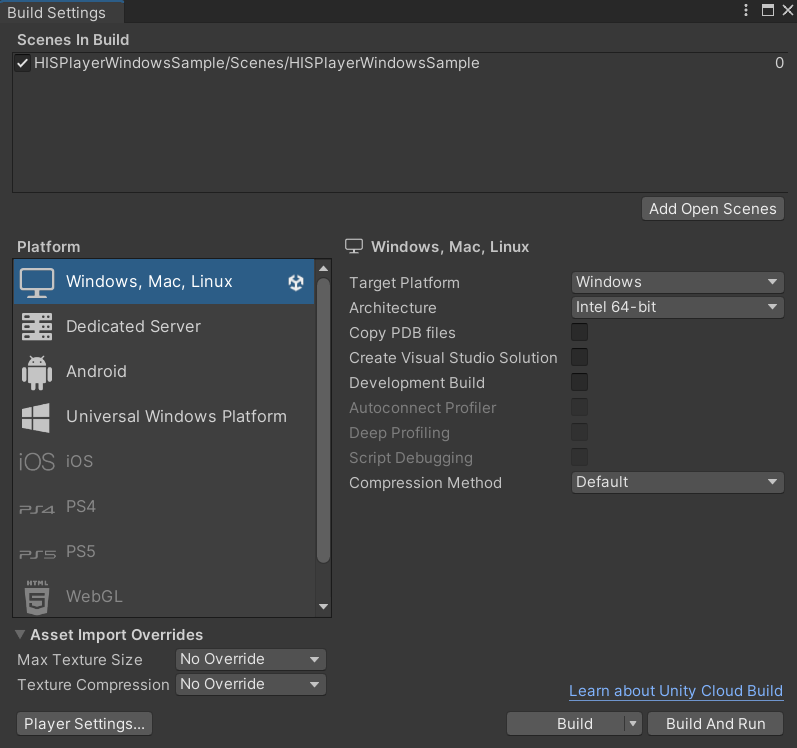 Build Settings
Scenes In Build
HISPlayerWindowsSample/Scenes/HISPlayerWindowsSample 0
Add Open Scenes
Platform
Windows, Mac, Linux
Dedicated Server
Android
Universal Windows Platform
iOS iOS
PS4 PS4
PS5 PS5
HTML
5 WebGL
Windows, Mac, Linux
Target Platform Windows
Architecture Intel 64-bit
Copy PDB files
Create Visual Studio Solution
Development Build
Autoconnect Profiler
Deep Profiling
Script Debugging
Compression Method Default
Asset Import Overrides
Max Texture Size No Override
Texture Compression No Override
Learn about Unity Cloud Build
Player Settings... Build Build And Run